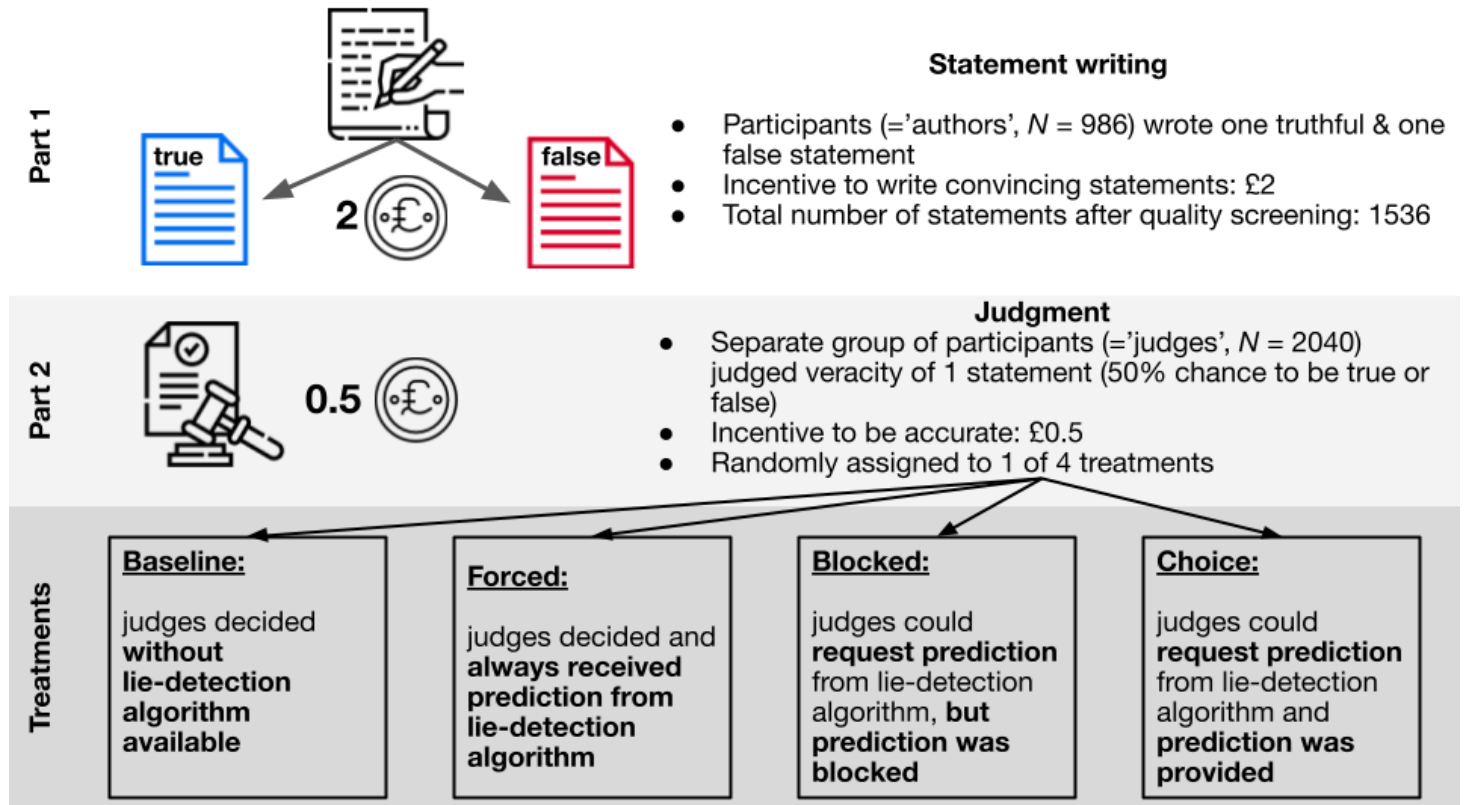 Part 1
true
false
2 £
Statement writing
● Participants (=’authors’, N = 986) wrote one truthful & one
false statement
● Incentive to write convincing statements: £2
● Total number of statements after quality screening: 1536
Part 2
0.5 £
Judgment
● Separate group of participants (=’judges’, N = 2040)
judged veracity of 1 statement (50% chance to be true or
false)
● Incentive to be accurate: £0.5
● Randomly assigned to 1 of 4 treatments
Treatments
Baseline:
judges decided
without
lie-detection
algorithm
available
Forced:
judges decided and
always received
prediction from
lie-detection
algorithm
Blocked:
judges could
request prediction
from lie-detection
algorithm, but
prediction was
blocked
Choice:
judges could
request prediction
from lie-detection
algorithm and
prediction was
provided